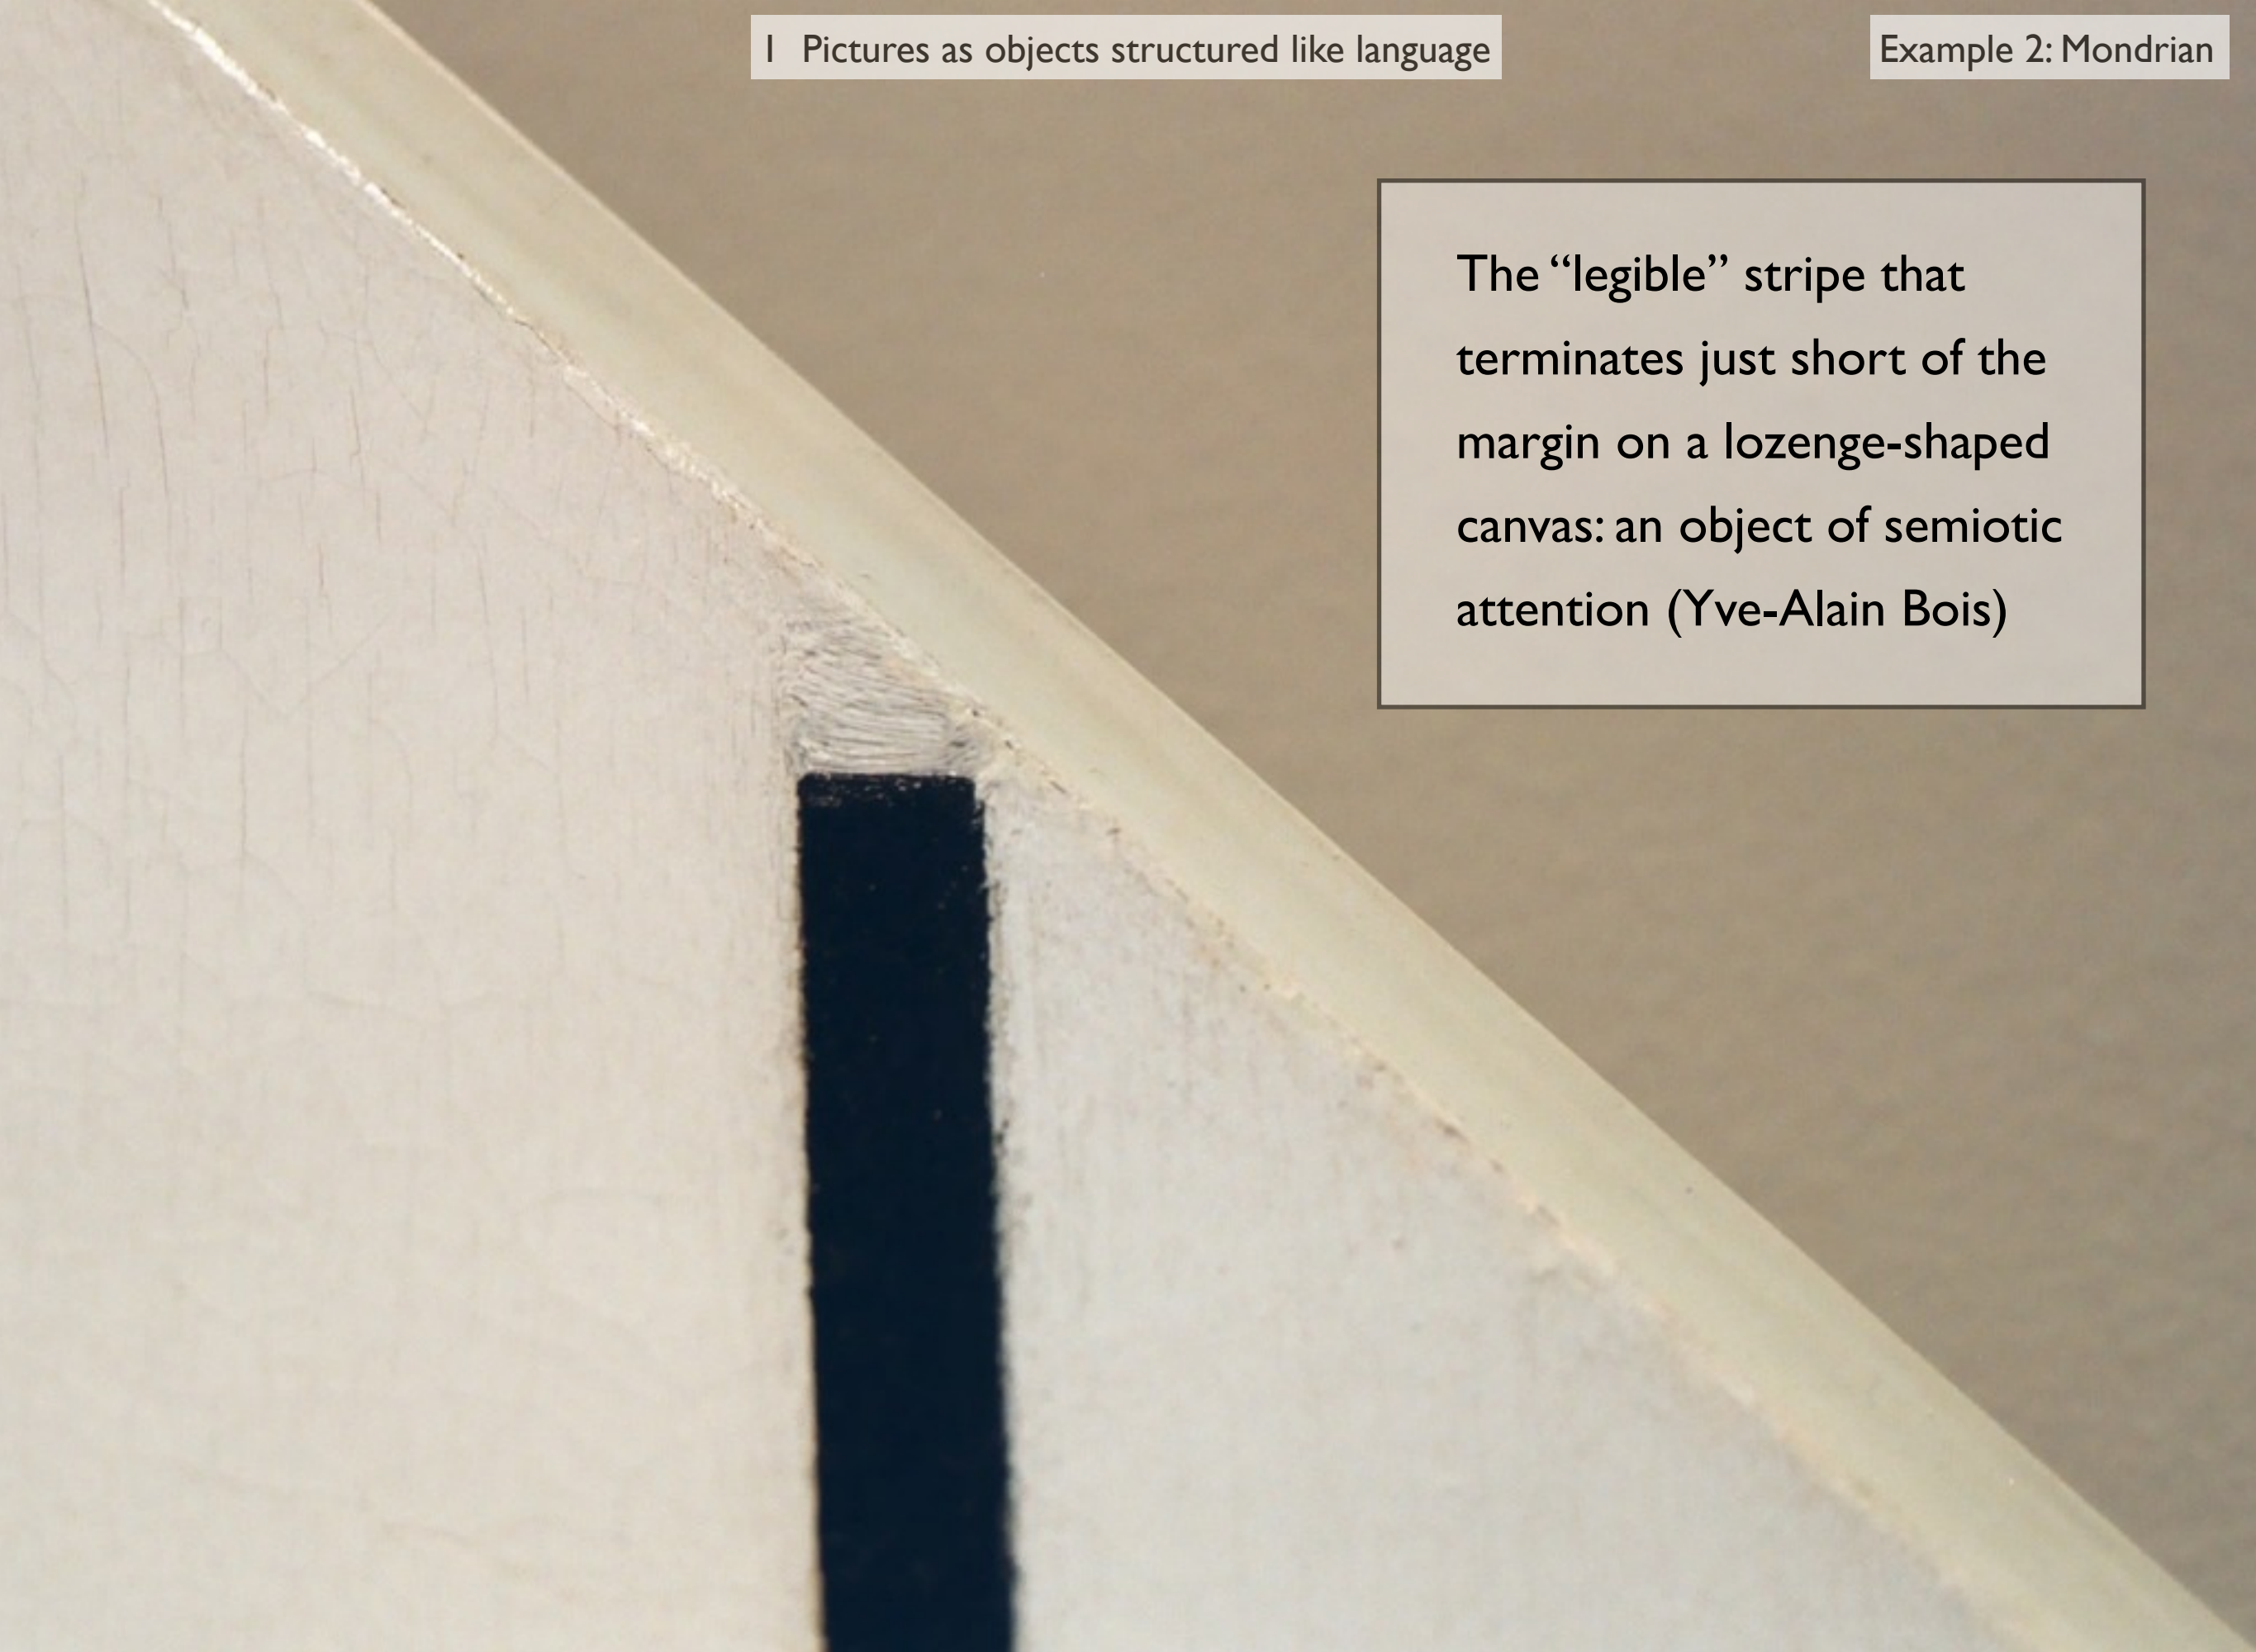 I Pictures as objects structured like language
Example 2: Mondrian
The “legible” stripe that
terminates just short of the
margin on a lozenge-shaped
canvas: an object of semiotic
attention (Yve-Alain Bois)